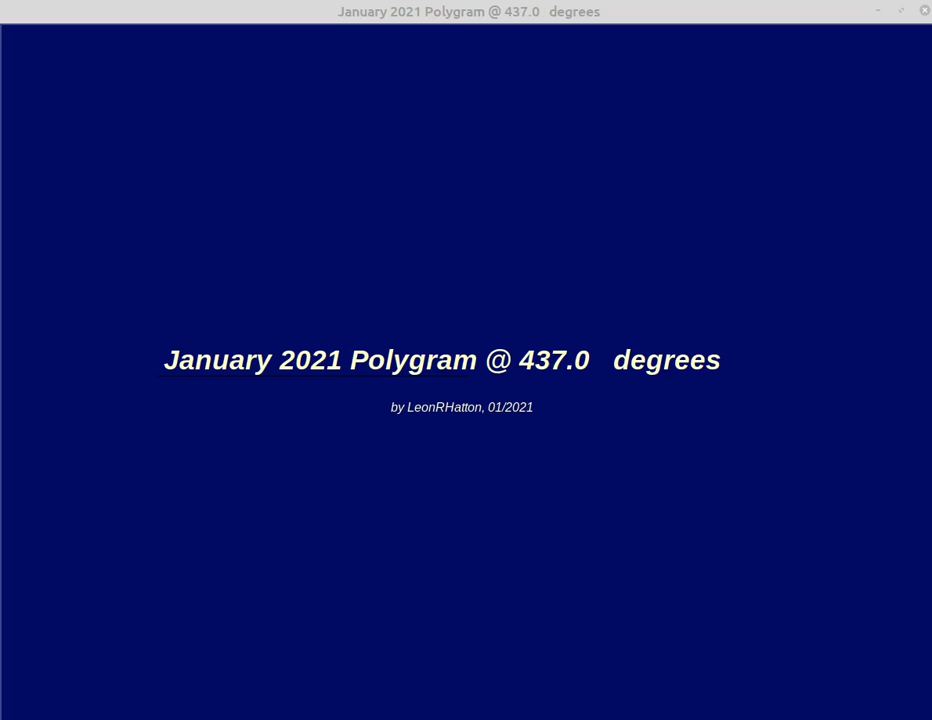 January 2021 Polygram @ 437.0   degrees
January 2021 Polygram @ 437.0   degrees
by LeonRHatton, 01/2021